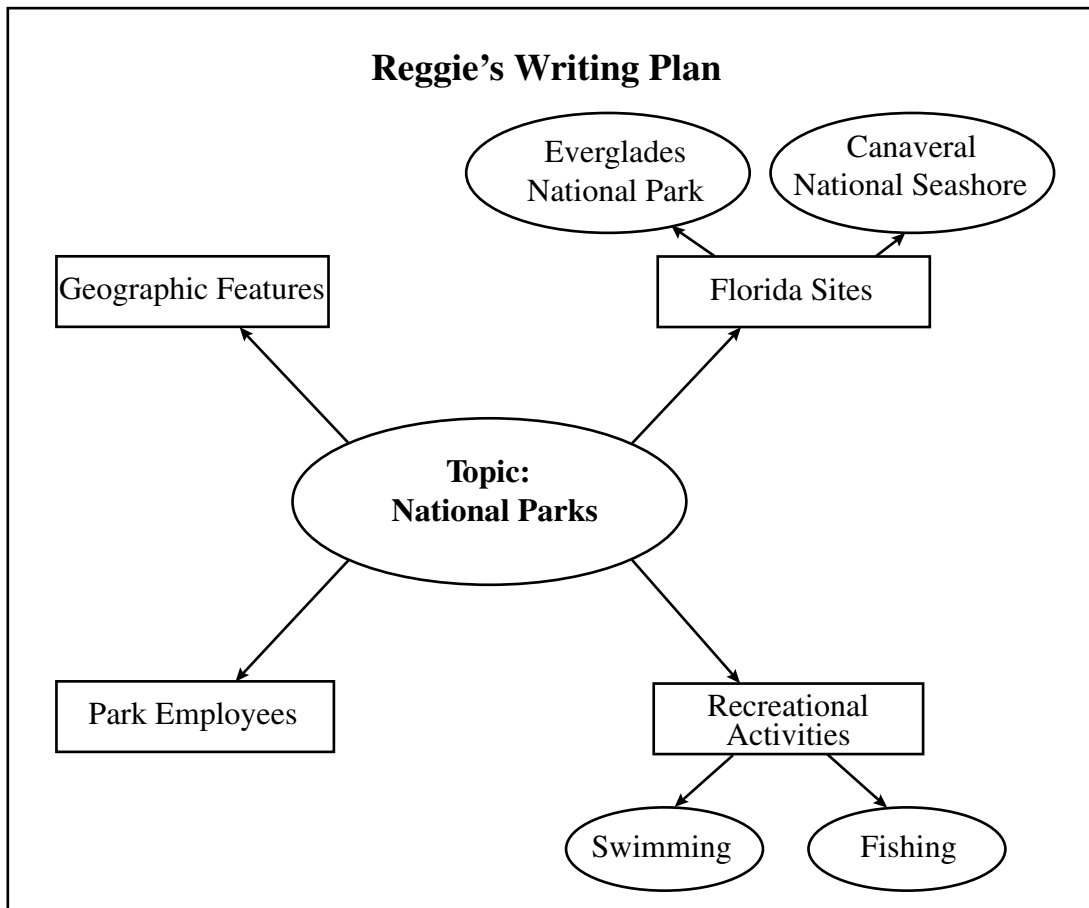 Reggie's Writing Plan
Everglades
National Park
Canaveral
National Seashore
Geographic Features
Florida Sites
Topic:
National Parks
Park Employees
Recreational
Activities
Swimming
Fishing